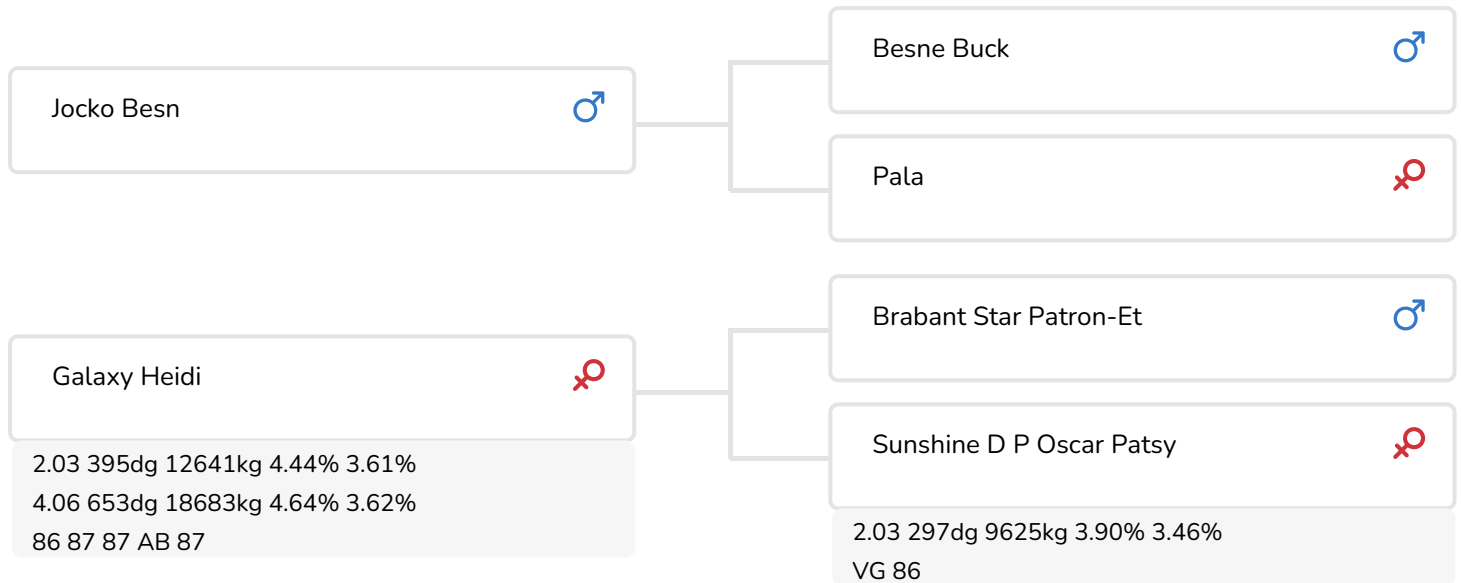 Besne Buck
Jocko Besn
Pala
Brabant Star Patron-Et
Galaxy Heidi
Sunshine D P Oscar Patsy
2.03 395dg 12641kg 4.44% 3.61%
4.06 653dg 18683kg 4.64% 3.62%
86 87 87 AB 87
2.03 297dg 9625kg 3.90% 3.46%
VG 86